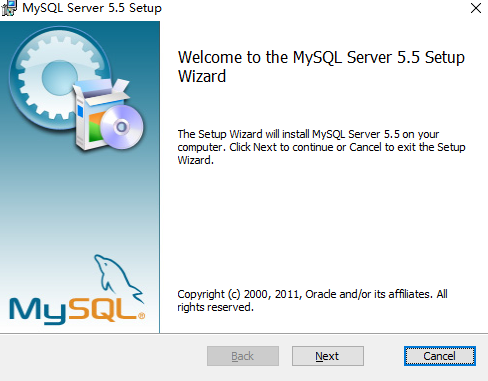 MySQL Server 5.5 Setup
Welcome to the MySQL Server 5.5 Setup
Wizard
The Setup Wizard will install MySQL Server 5.5 on your
computer. Click Next to continue or Cancel to exit the Setup
Wizard.
MySQL®
Copyright (c) 2000, 2011, Oracle and/or its affiliates. All
rights reserved.
Back
Next
Cancel